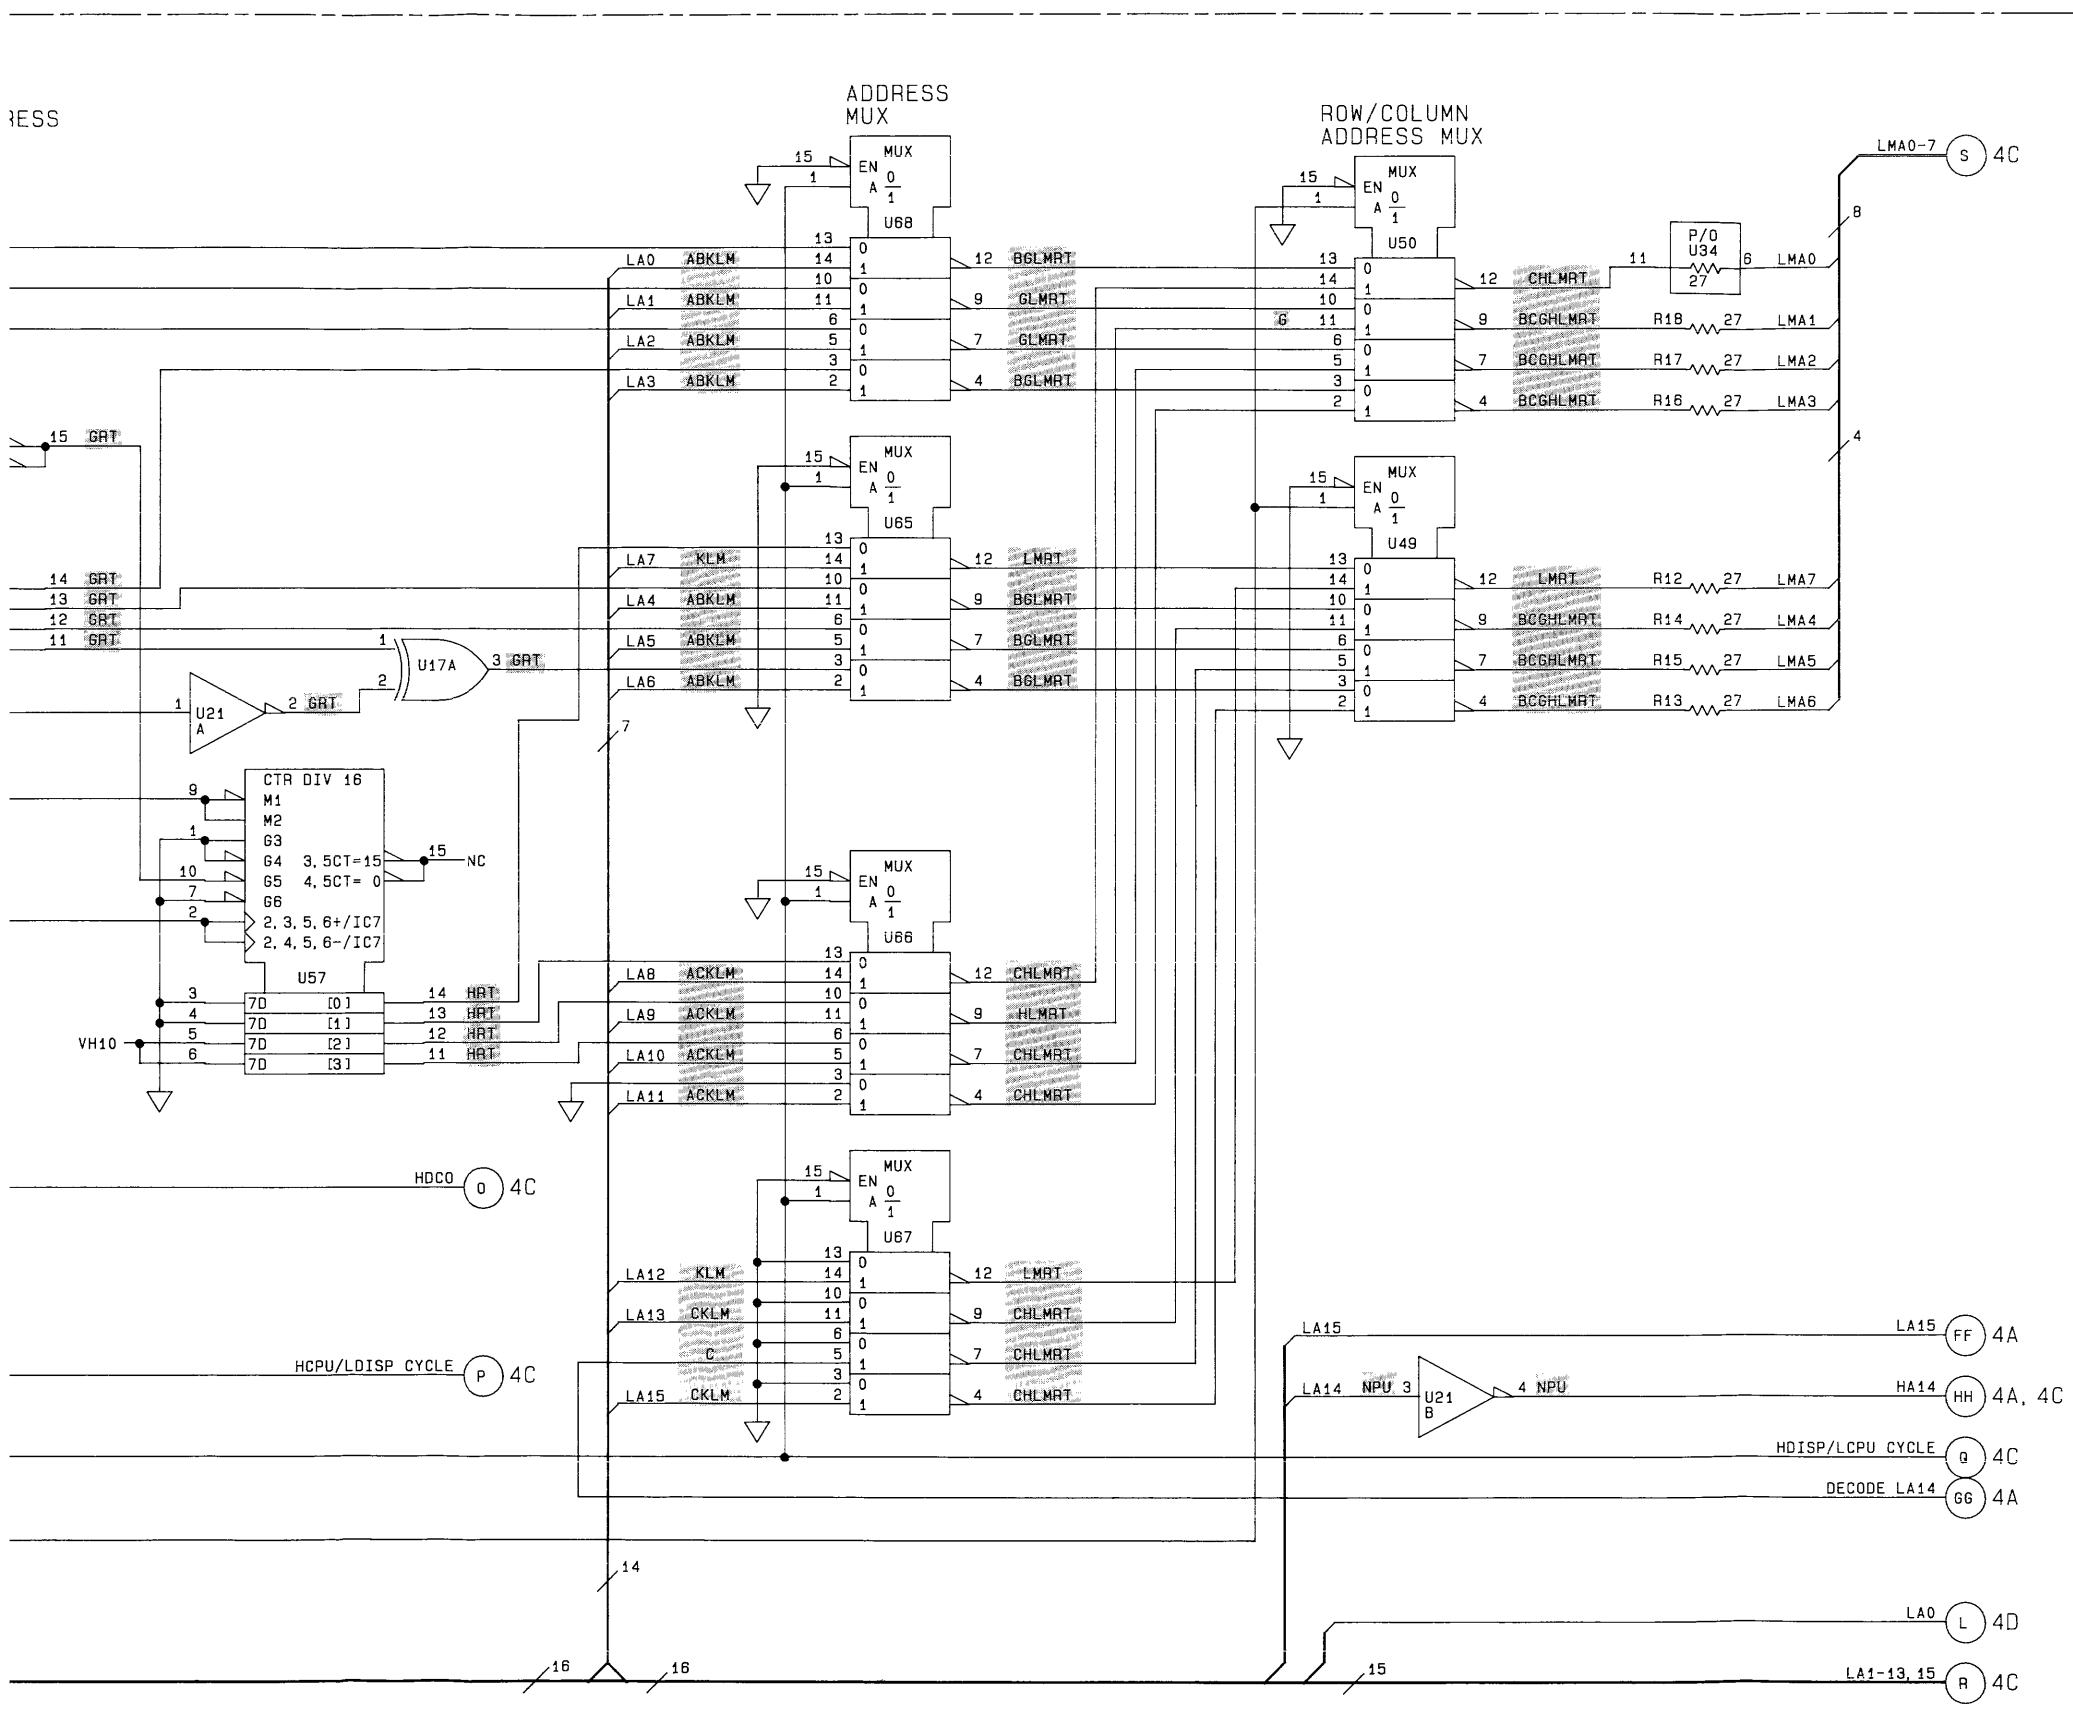 RESS
ADDRESS
MUX
ROW/COLUMN
ADDRESS MUX
LMA0-7 S 4C
8
4
15 EN MUX
1 A 0/1
U68
13 0
LA0 ABKLM 14 1 12 BGLMRT
10 0
LA1 ABKLM 11 1 9 GLMRT
6 0
LA2 ABKLM 5 1 7 GLMRT
3 0
LA3 ABKLM 2 1 4 BGLMRT
15 EN MUX
1 A 0/1
U50
13 0
14 1 12 CHLMRT 11 P/O U34 27 6 LMA0
10 0
G 11 1 9 BCGHLMRT R18 27 LMA1
6 0
5 1 7 BCGHLMRT R17 27 LMA2
3 0
2 1 4 BCGHLMRT R16 27 LMA3
15 GRT
14 GRT
13 GRT
12 GRT
11 GRT
1 U17A 3 GRT
2
1 U21 A 2 GRT
15 EN MUX
1 A 0/1
U65
13 0
LA7 KLM 14 1 12 LMRT
10 0
LA4 ABKLM 11 1 9 BGLMRT
6 0
LA5 ABKLM 5 1 7 BGLMRT
3 0
LA6 ABKLM 2 1 4 BGLMRT
7
15 EN MUX
1 A 0/1
U49
13 0
14 1 12 LMRT R12 27 LMA7
10 0
11 1 9 BCGHLMRT R14 27 LMA4
6 0
5 1 7 BCGHLMRT R15 27 LMA5
3 0
2 1 4 BCGHLMRT R13 27 LMA6
CTR DIV 16
9 M1
M2
1 G3
G4 3,5CT=15 15 NC
10 G5 4,5CT= 0
7 G6
2 2,3,5,6+/IC7
2,4,5,6-/IC7
U57
3 7D [0] 14 HRT
4 7D [1] 13 HRT
VH10 5 7D [2] 12 HRT
6 7D [3] 11 HRT
15 EN MUX
1 A 0/1
U66
13 0
LA8 ACKLM 14 1 12 CHLMRT
10 0
LA9 ACKLM 11 1 9 HLMRT
6 0
LA10 ACKLM 5 1 7 CHLMRT
3 0
LA11 ACKLM 2 1 4 CHLMRT
HDCO O 4C
HCPU/LDISP CYCLE P 4C
15 EN MUX
1 A 0/1
U67
13 0
LA12 KLM 14 1 12 LMRT
10 0
LA13 CKLM 11 1 9 CHLMRT
6 0
C 5 1 7 CHLMRT
3 0
LA15 CKLM 2 1 4 CHLMRT
LA15 LA15 FF 4A
LA14 NPU 3 U21 B 4 NPU HA14 HH 4A, 4C
HDISP/LCPU CYCLE Q 4C
DECODE LA14 GG 4A
14
LA0 L 4D
16 16 15 LA1-13,15 R 4C